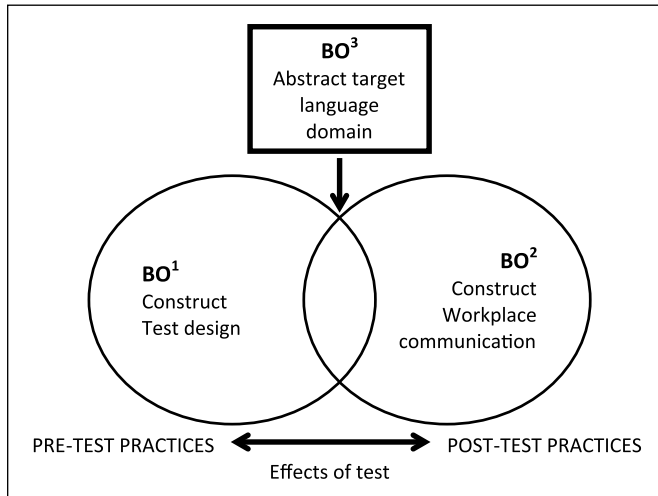 BO³
Abstract target
language
domain
BO¹
Construct
Test design
BO²
Construct
Workplace
communication
PRE-TEST PRACTICES
POST-TEST PRACTICES
Effects of test